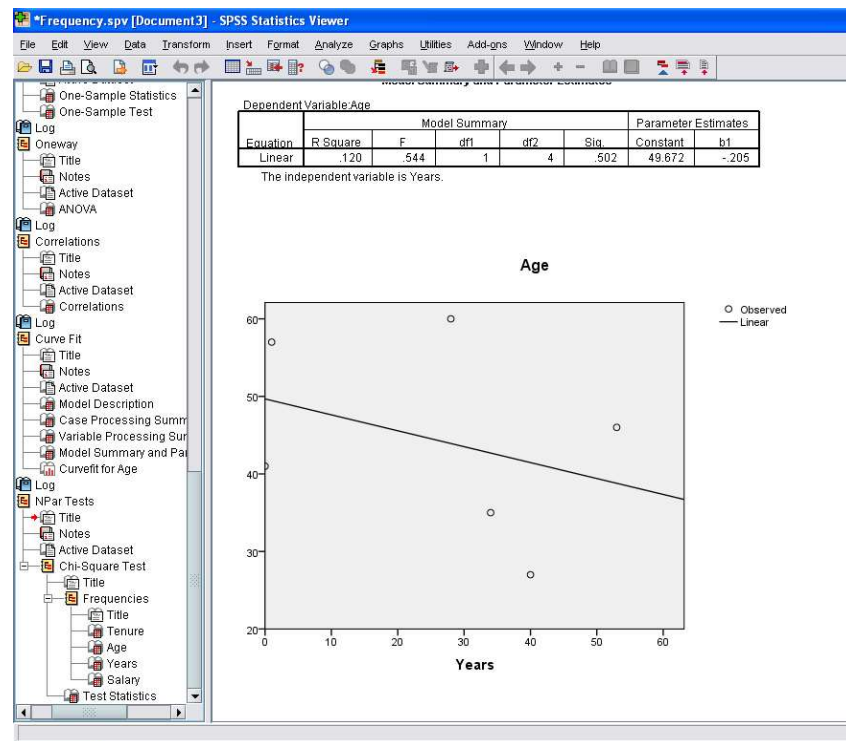 *Frequency.spv [Document3] - SPSS Statistics Viewer
File Edit View Data Transform Insert Format Analyze Graphs Utilities Add-ons Window Help
Model Summary and Parameter Estimates
One-Sample Statistics
One-Sample Test
Log
Oneway
Title
Notes
Active Dataset
ANOVA
Log
Correlations
Title
Notes
Active Dataset
Correlations
Log
Curve Fit
Title
Notes
Active Dataset
Model Description
Case Processing Summ
Variable Processing Sur
Model Summary and Par
Curvefit for Age
Log
NPar Tests
Title
Notes
Active Dataset
Chi-Square Test
Title
Frequencies
Title
Tenure
Age
Years
Salary
Test Statistics
Dependent Variable:Age
Model Summary Parameter Estimates
Equation R Square F df1 df2 Sig. Constant b1
Linear .120 .544 1 4 .502 49.672 -.205
The independent variable is Years.
Age
60
50
40
30
20
0 10 20 30 40 50 60
Years
Observed
Linear